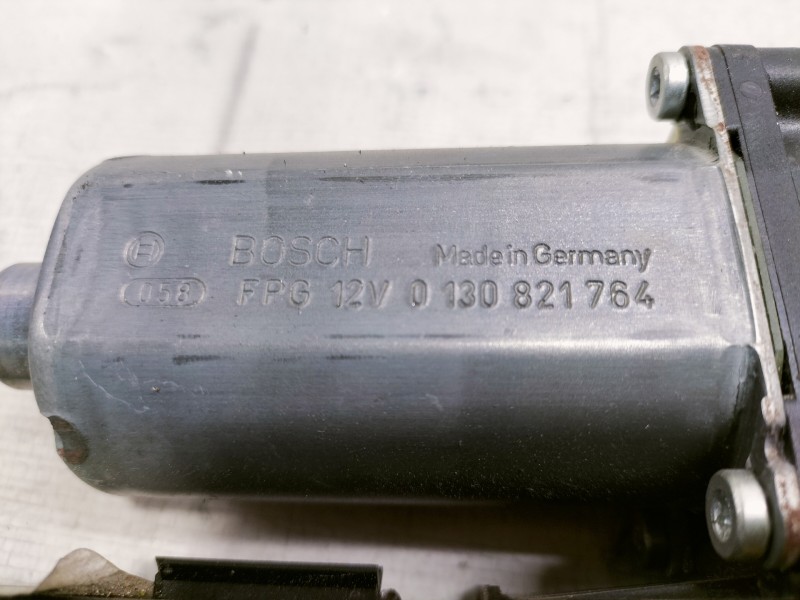 BOSCH Made in Germany
058 FPG 12V 0 130 821 764